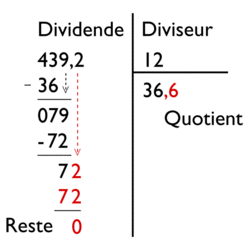 Dividende Diviseur
439,2 12
- 36 36,6
079 Quotient
- 72
72
72
Reste 0